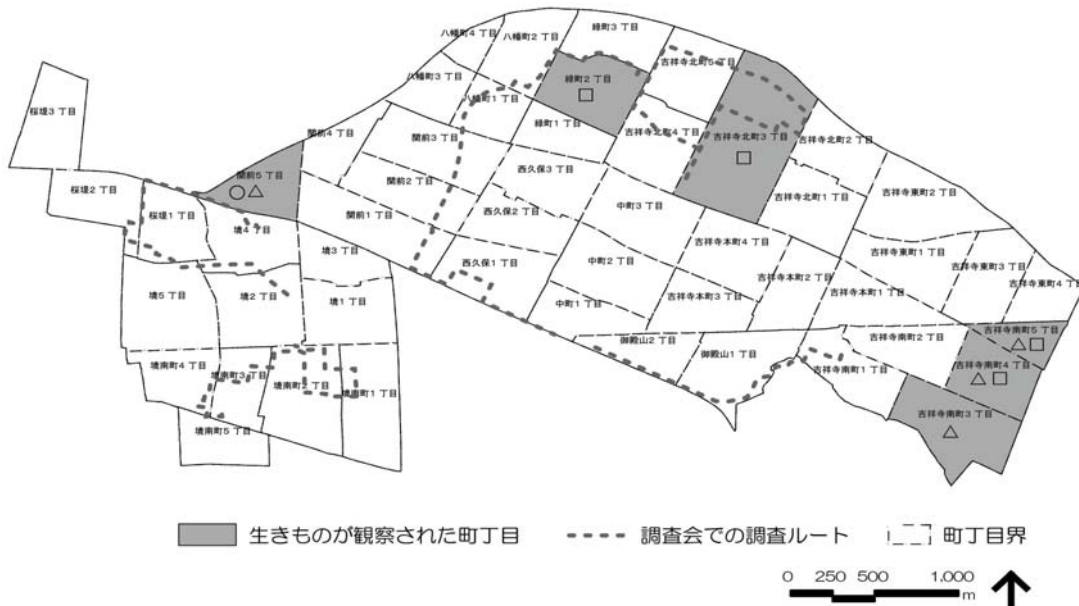 八幡町4 丁目
八幡町2 丁目
緑町3 丁目
吉祥寺北町5 丁目
八幡町3 丁目
緑町2 丁目
八幡町1 丁目
桜堤3 丁目
関前4 丁目
関前3 丁目
緑町1 丁目
吉祥寺北町4 丁目
吉祥寺北町3 丁目
吉祥寺北町2 丁目
関前5 丁目
関前2 丁目
西久保3 丁目
桜堤2 丁目
吉祥寺東町2 丁目
吉祥寺北町1 丁目
桜堤1 丁目
関前1 丁目
西久保2 丁目
中町3 丁目
境4 丁目
吉祥寺本町4 丁目
境3 丁目
吉祥寺東町1 丁目
西久保1 丁目
中町2 丁目
吉祥寺東町3 丁目
吉祥寺本町2 丁目
吉祥寺東町4 丁目
境5 丁目
境2 丁目
境1 丁目
中町1 丁目
吉祥寺本町3 丁目
吉祥寺本町1 丁目
吉祥寺南町5 丁目
御殿山2 丁目
吉祥寺南町2 丁目
御殿山1 丁目
境南町4 丁目
吉祥寺南町4 丁目
吉祥寺南町1 丁目
境南町3 丁目
境南町2 丁目
境南町1 丁目
吉祥寺南町3 丁目
境南町5 丁目
生きものが観察された町丁目
調査会での調査ルート
町丁目界
0 250 500 1.000
m